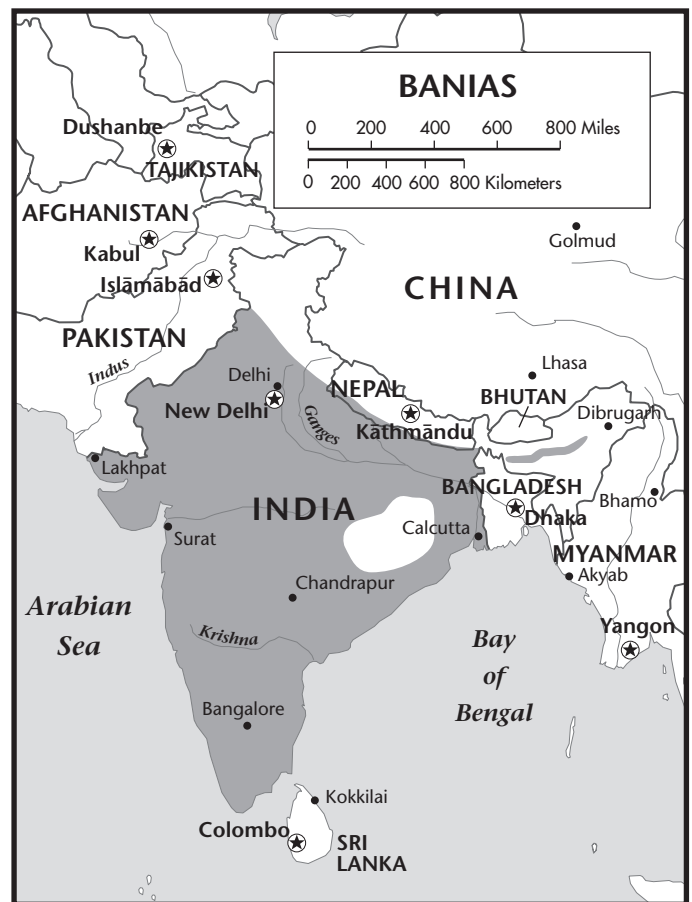 BANIAS
0 200 400 600 800 Miles
0 200 400 600 800 Kilometers
Dushanbe
TAJIKISTAN
AFGHANISTAN
Kabul
Islāmābād
Golmud
CHINA
PAKISTAN
Indus
Delhi
New Delhi
Ganges
NEPAL
Kāthmāndu
Lhasa
BHUTAN
Dibrugarh
Lakhpat
BANGLADESH
Dhaka
Bhamo
INDIA
Calcutta
Surat
MYANMAR
Akyab
Chandrapur
Arabian
Sea
Krishna
Yangon
Bay
of
Bengal
Bangalore
Kokkilai
Colombo
SRI
LANKA